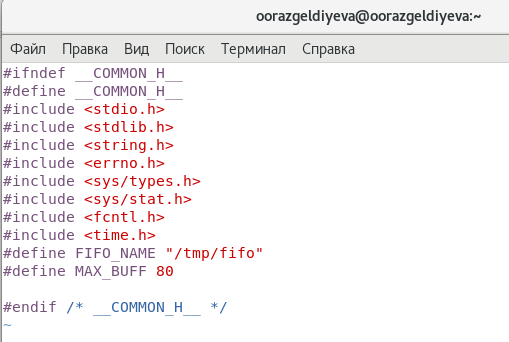 oorazgeldiyeva@oorazgeldiyeva:~
Файл Правка Вид Поиск Терминал Справка
#ifndef __COMMON_H__
#define __COMMON_H__
#include <stdio.h>
#include <stdlib.h>
#include <string.h>
#include <errno.h>
#include <sys/types.h>
#include <sys/stat.h>
#include <fcntl.h>
#include <time.h>
#define FIFO_NAME "/tmp/fifo"
#define MAX_BUFF 80
#endif /* __COMMON_H__ */
~